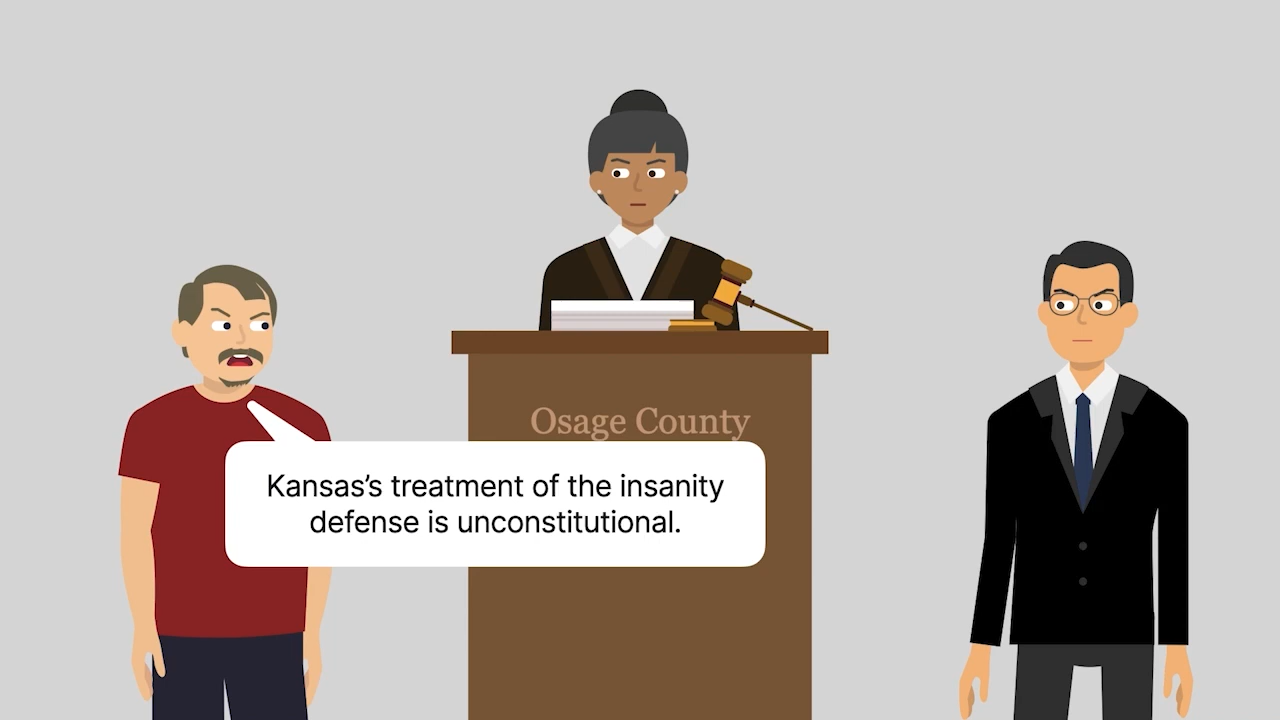 Osage County
Kansas’s treatment of the insanity
defense is unconstitutional.